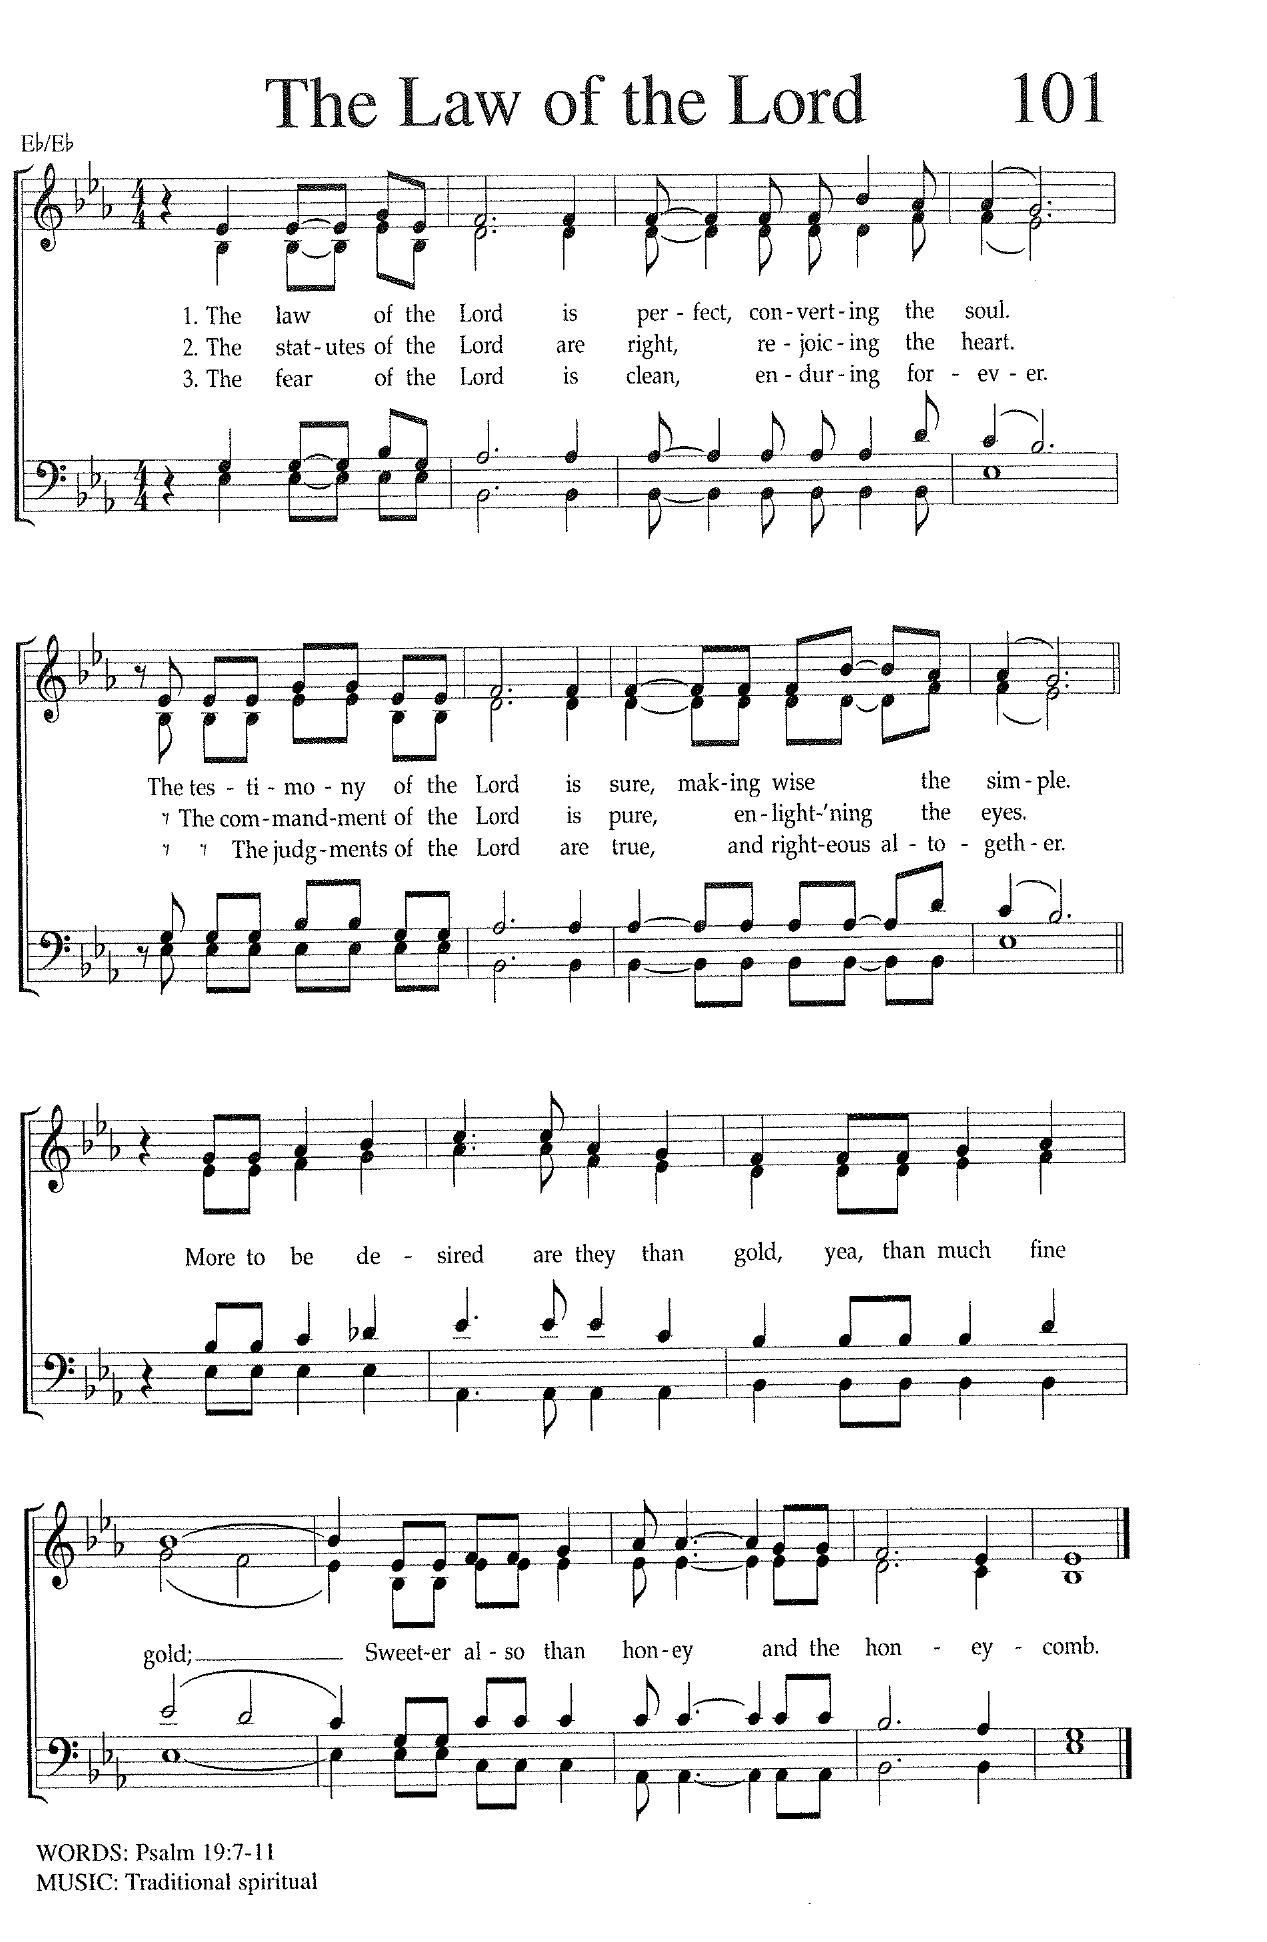 The Law of the Lord 101
E♭/E♭
1. The law of the Lord is per - fect, con - vert - ing the soul.
2. The stat - utes of the Lord are right, re - joic - ing the heart.
3. The fear of the Lord is clean, en - dur - ing for - ev - er.
The tes - ti - mo - ny of the Lord is sure, mak - ing wise the sim - ple.
The com - mand - ment of the Lord is pure, en - light - 'ning the eyes.
The judg - ments of the Lord are true, and right - eous al - to - geth - er.
More to be de - sired are they than gold, yea, than much fine
gold; Sweet - er al - so than hon - ey and the hon - ey - comb.
WORDS: Psalm 19:7-11
MUSIC: Traditional spiritual